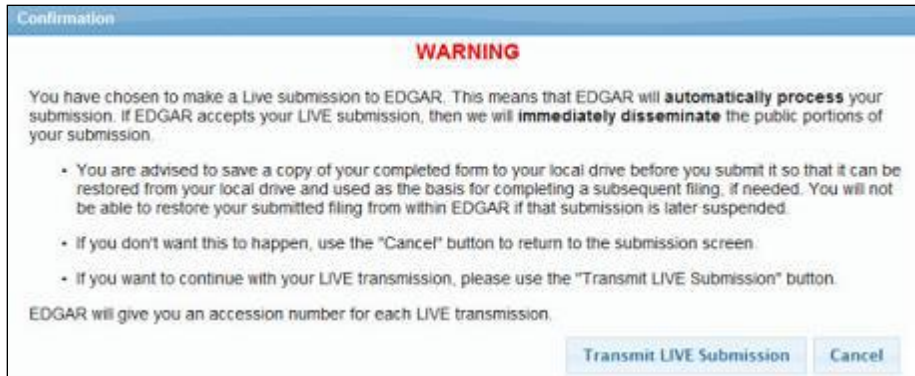 Confirmation
WARNING
You have chosen to make a Live submission to EDGAR. This means that EDGAR will automatically process your
submission. If EDGAR accepts your LIVE submission, then we will immediately disseminate the public portions of
your submission.
• You are advised to save a copy of your completed form to your local drive before you submit it so that it can be
restored from your local drive and used as the basis for completing a subsequent filing, if needed. You will not
be able to restore your submitted filing from within EDGAR if that submission is later suspended.
• If you don't want this to happen, use the "Cancel" button to return to the submission screen.
• If you want to continue with your LIVE transmission, please use the "Transmit LIVE Submission" button.
EDGAR will give you an accession number for each LIVE transmission.
Transmit LIVE Submission Cancel